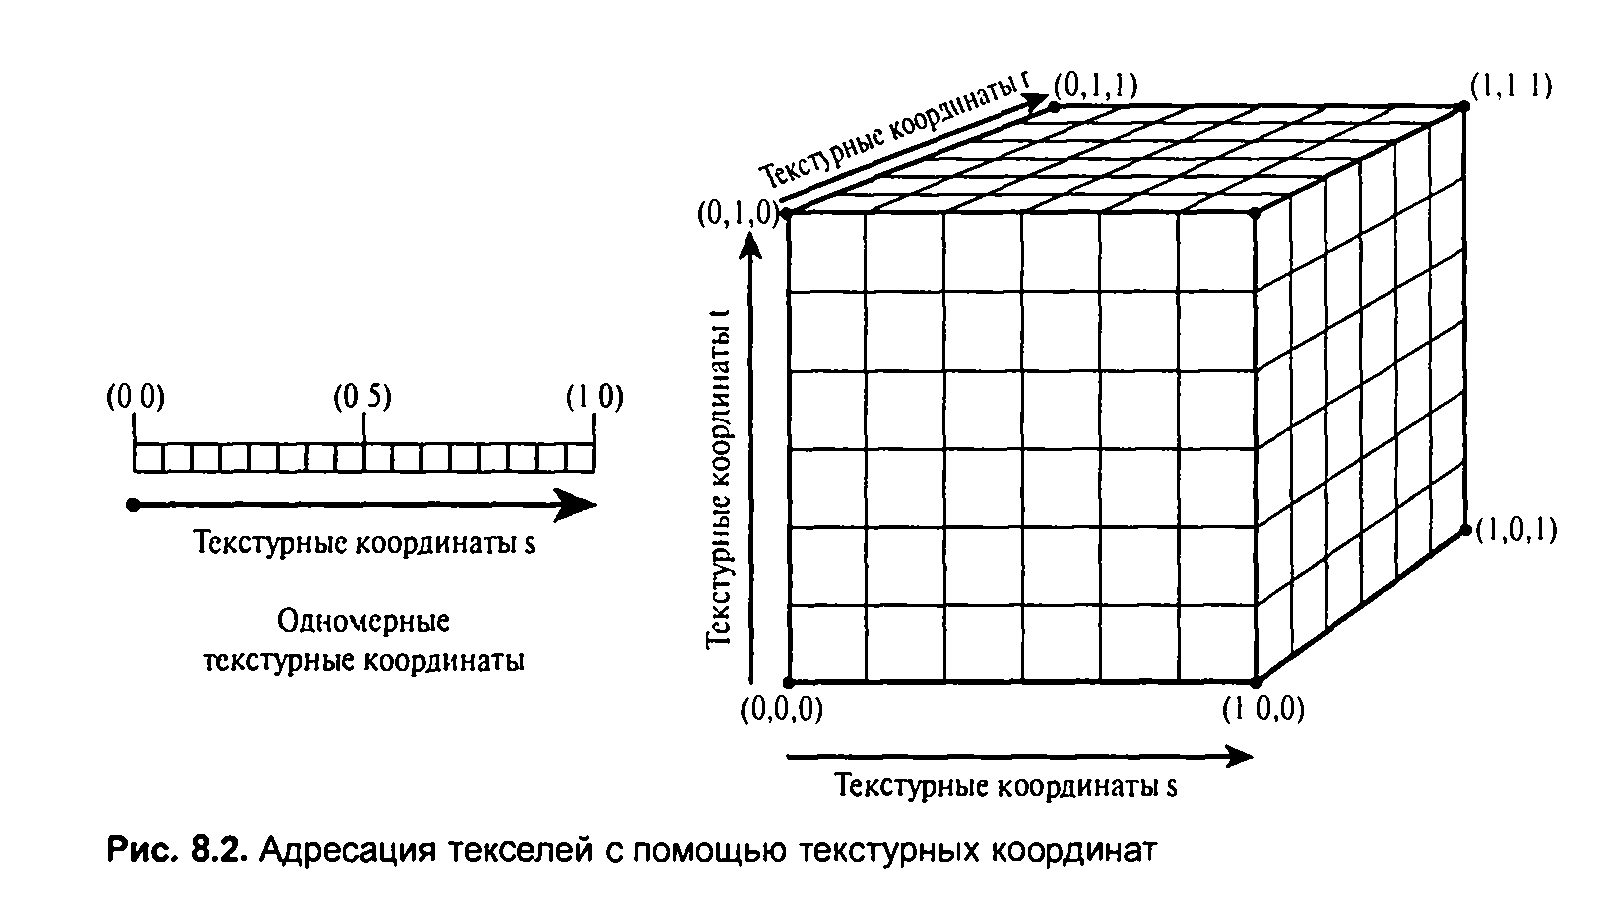 (0 0)
(0 5)
(1 0)
Текстурные координаты s
Одномерные
текстурные координаты
Текстурные координаты r
(0,1,1)
(1,1 1)
(0,1,0)
Текстурные координаты t
(1,0,1)
(0,0,0)
(1 0,0)
Текстурные координаты s
Рис. 8.2. Адресация текселей с помощью текстурных координат